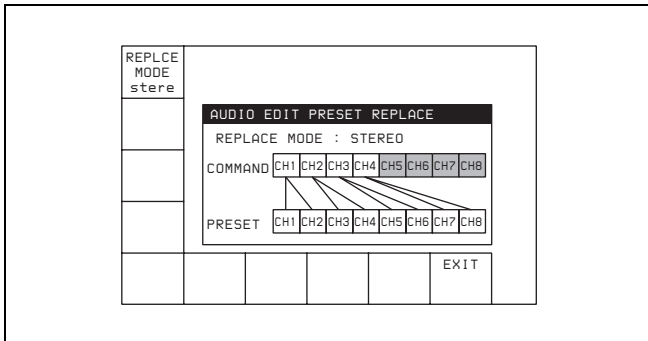 REPLCE
MODE
stere
AUDIO EDIT PRESET REPLACE
REPLACE MODE : STEREO
COMMAND CH1 CH2 CH3 CH4 CH5 CH6 CH7 CH8
PRESET CH1 CH2 CH3 CH4 CH5 CH6 CH7 CH8
EXIT